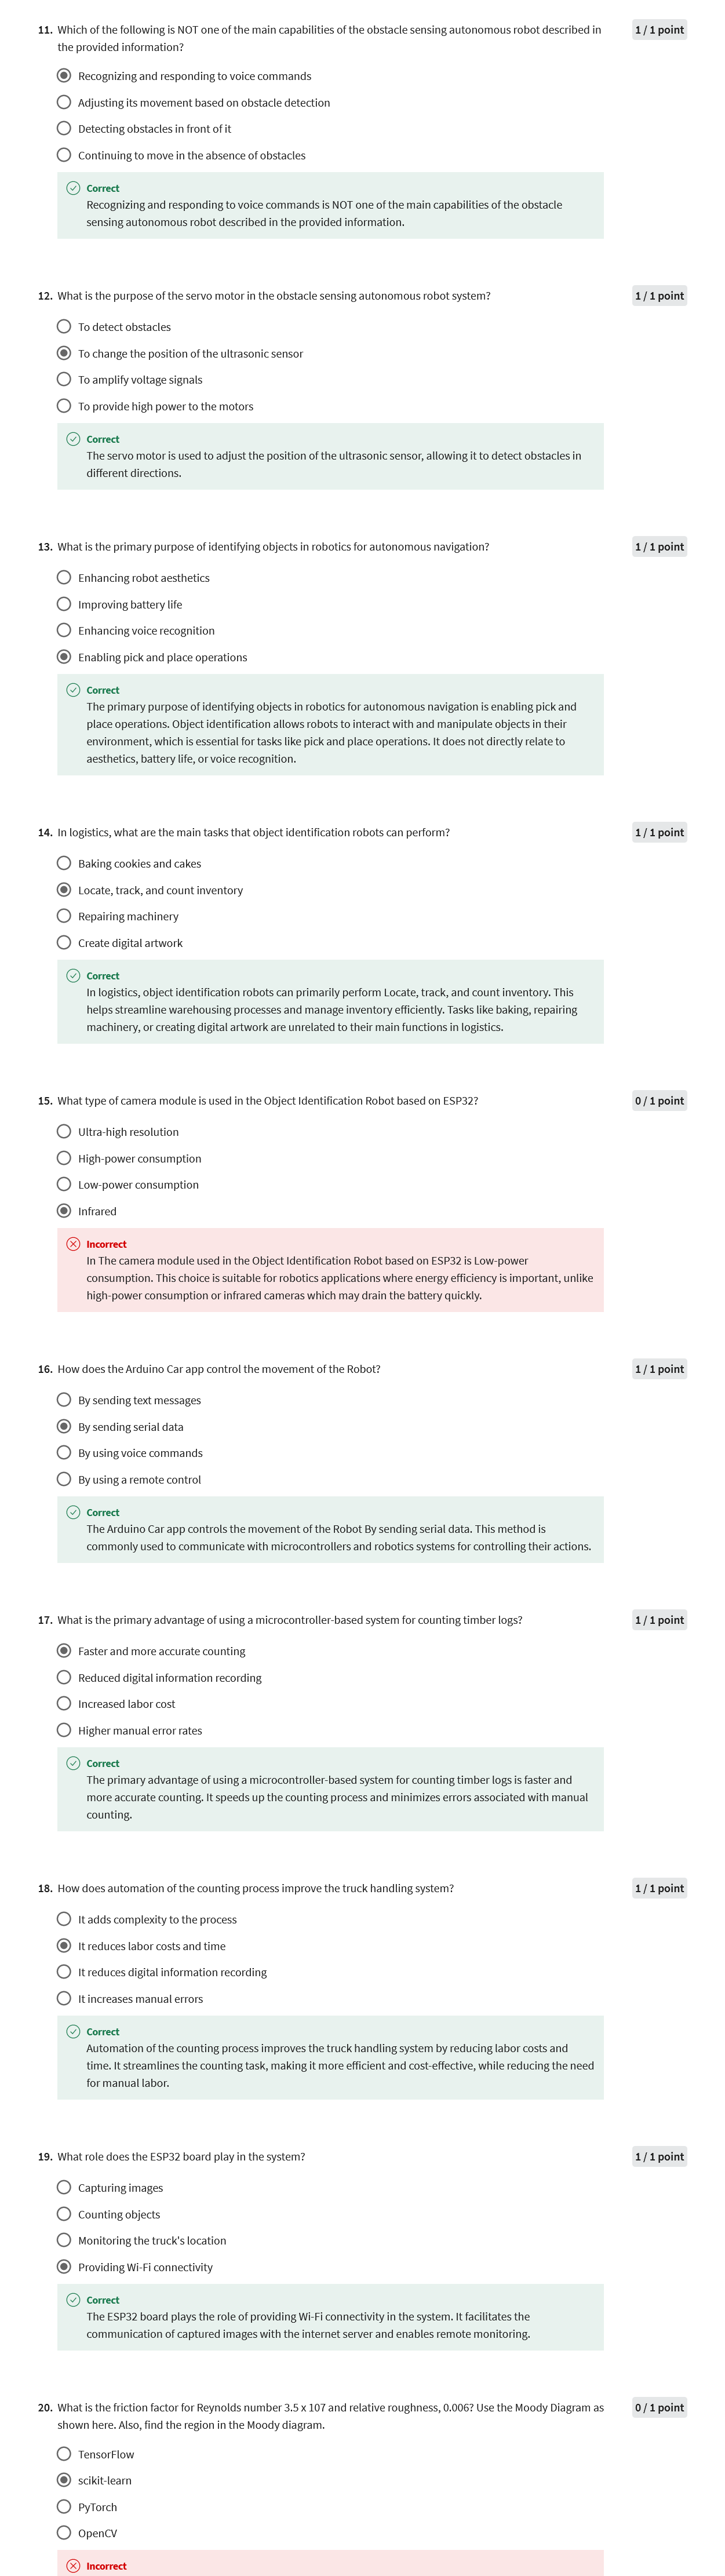 11. Which of the following is NOT one of the main capabilities of the obstacle sensing autonomous robot described in
the provided information?
1 / 1 point
Recognizing and responding to voice commands
Adjusting its movement based on obstacle detection
Detecting obstacles in front of it
Continuing to move in the absence of obstacles
Correct
Recognizing and responding to voice commands is NOT one of the main capabilities of the obstacle
sensing autonomous robot described in the provided information.
12. What is the purpose of the servo motor in the obstacle sensing autonomous robot system?
1 / 1 point
To detect obstacles
To change the position of the ultrasonic sensor
To amplify voltage signals
To provide high power to the motors
Correct
The servo motor is used to adjust the position of the ultrasonic sensor, allowing it to detect obstacles in
different directions.
13. What is the primary purpose of identifying objects in robotics for autonomous navigation?
1 / 1 point
Enhancing robot aesthetics
Improving battery life
Enhancing voice recognition
Enabling pick and place operations
Correct
The primary purpose of identifying objects in robotics for autonomous navigation is enabling pick and
place operations. Object identification allows robots to interact with and manipulate objects in their
environment, which is essential for tasks like pick and place operations. It does not directly relate to
aesthetics, battery life, or voice recognition.
14. In logistics, what are the main tasks that object identification robots can perform?
1 / 1 point
Baking cookies and cakes
Locate, track, and count inventory
Repairing machinery
Create digital artwork
Correct
In logistics, object identification robots can primarily perform Locate, track, and count inventory. This
helps streamline warehousing processes and manage inventory efficiently. Tasks like baking, repairing
machinery, or creating digital artwork are unrelated to their main functions in logistics.
15. What type of camera module is used in the Object Identification Robot based on ESP32?
0 / 1 point
Ultra-high resolution
High-power consumption
Low-power consumption
Infrared
Incorrect
In The camera module used in the Object Identification Robot based on ESP32 is Low-power
consumption. This choice is suitable for robotics applications where energy efficiency is important, unlike
high-power consumption or infrared cameras which may drain the battery quickly.
16. How does the Arduino Car app control the movement of the Robot?
1 / 1 point
By sending text messages
By sending serial data
By using voice commands
By using a remote control
Correct
The Arduino Car app controls the movement of the Robot By sending serial data. This method is
commonly used to communicate with microcontrollers and robotics systems for controlling their actions.
17. What is the primary advantage of using a microcontroller-based system for counting timber logs?
1 / 1 point
Faster and more accurate counting
Reduced digital information recording
Increased labor cost
Higher manual error rates
Correct
The primary advantage of using a microcontroller-based system for counting timber logs is faster and
more accurate counting. It speeds up the counting process and minimizes errors associated with manual
counting.
18. How does automation of the counting process improve the truck handling system?
1 / 1 point
It adds complexity to the process
It reduces labor costs and time
It reduces digital information recording
It increases manual errors
Correct
Automation of the counting process improves the truck handling system by reducing labor costs and
time. It streamlines the counting task, making it more efficient and cost-effective, while reducing the need
for manual labor.
19. What role does the ESP32 board play in the system?
1 / 1 point
Capturing images
Counting objects
Monitoring the truck's location
Providing Wi-Fi connectivity
Correct
The ESP32 board plays the role of providing Wi-Fi connectivity in the system. It facilitates the
communication of captured images with the internet server and enables remote monitoring.
20. What is the friction factor for Reynolds number 3.5 x 107 and relative roughness, 0.006? Use the Moody Diagram as
shown here. Also, find the region in the Moody diagram.
0 / 1 point
TensorFlow
scikit-learn
PyTorch
OpenCV
Incorrect